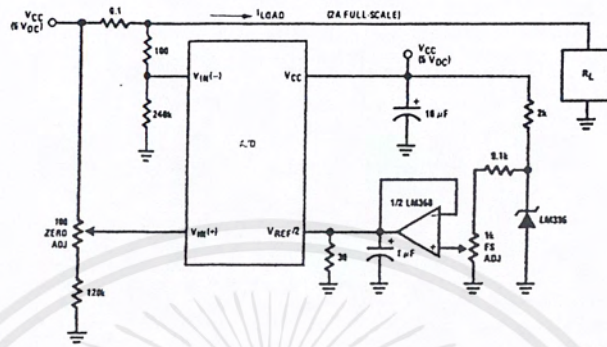 VCC
(5 VDC)
0.1
ILOAD
(2A FULL-SCALE)
100
VIN(−)
VCC
VCC
(5 VDC)
RL
240k
10 µF
2k
A/D
9.1k
1/2 LM358
100
ZERO
ADJ
VIN(+)
VREF/2
1k
FS
ADJ
LM336
30
1 µF
120k